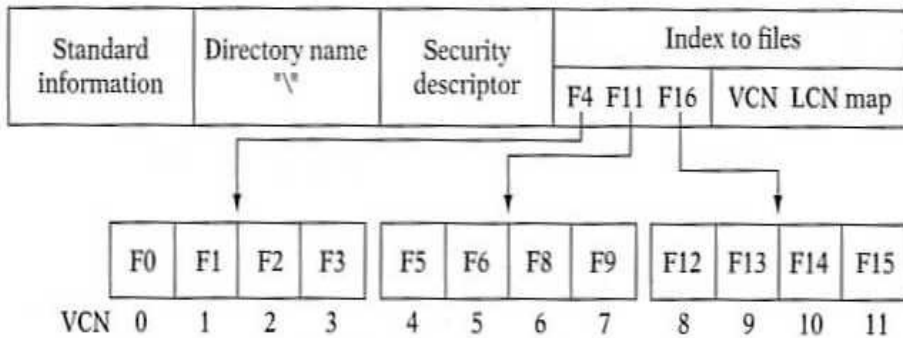 Standard information
Directory name "\"
Security descriptor
Index to files
F4 F11 F16
VCN LCN map
F0 F1 F2 F3
F5 F6 F8 F9
F12 F13 F14 F15
VCN 0 1 2 3 4 5 6 7 8 9 10 11